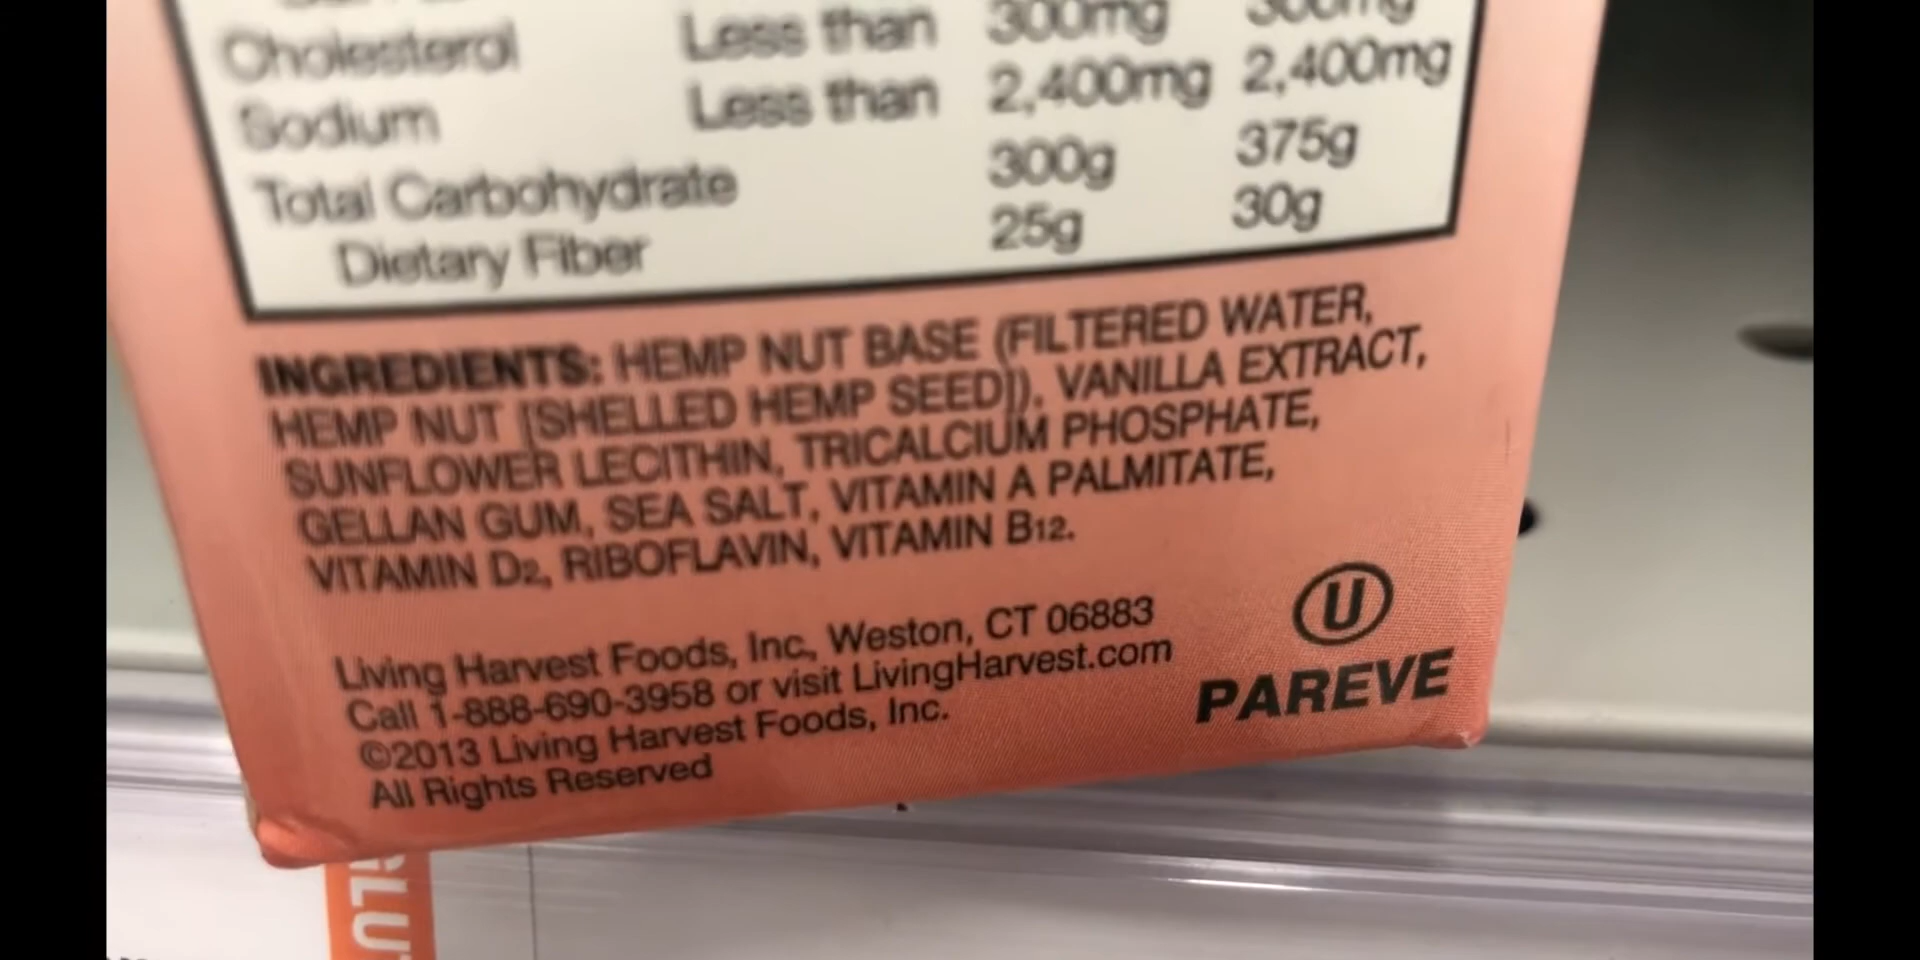 Cholesterol Less than 300mg 300mg
Sodium Less than 2,400mg 2,400mg
Total Carbohydrate 300g 375g
Dietary Fiber 25g 30g
INGREDIENTS: HEMP NUT BASE (FILTERED WATER,
HEMP NUT [SHELLED HEMP SEED]), VANILLA EXTRACT,
SUNFLOWER LECITHIN, TRICALCIUM PHOSPHATE,
GELLAN GUM, SEA SALT, VITAMIN A PALMITATE,
VITAMIN D2, RIBOFLAVIN, VITAMIN B12.
Living Harvest Foods, Inc, Weston, CT 06883
Call 1-888-690-3958 or visit LivingHarvest.com
©2013 Living Harvest Foods, Inc.
All Rights Reserved
U
PAREVE
GLU